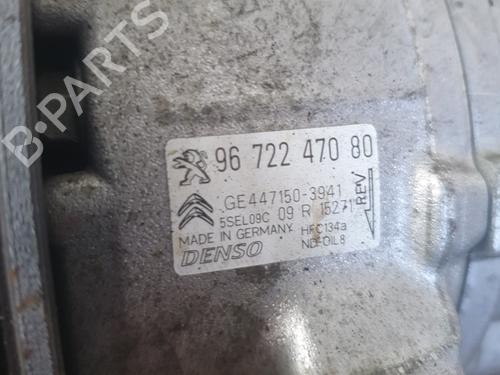 B-PARTS
96 722 470 80
GE447150-3941
5SEL09C 09 R 15271
REV
MADE IN GERMANY HFC134a
DENSO ND-OIL8